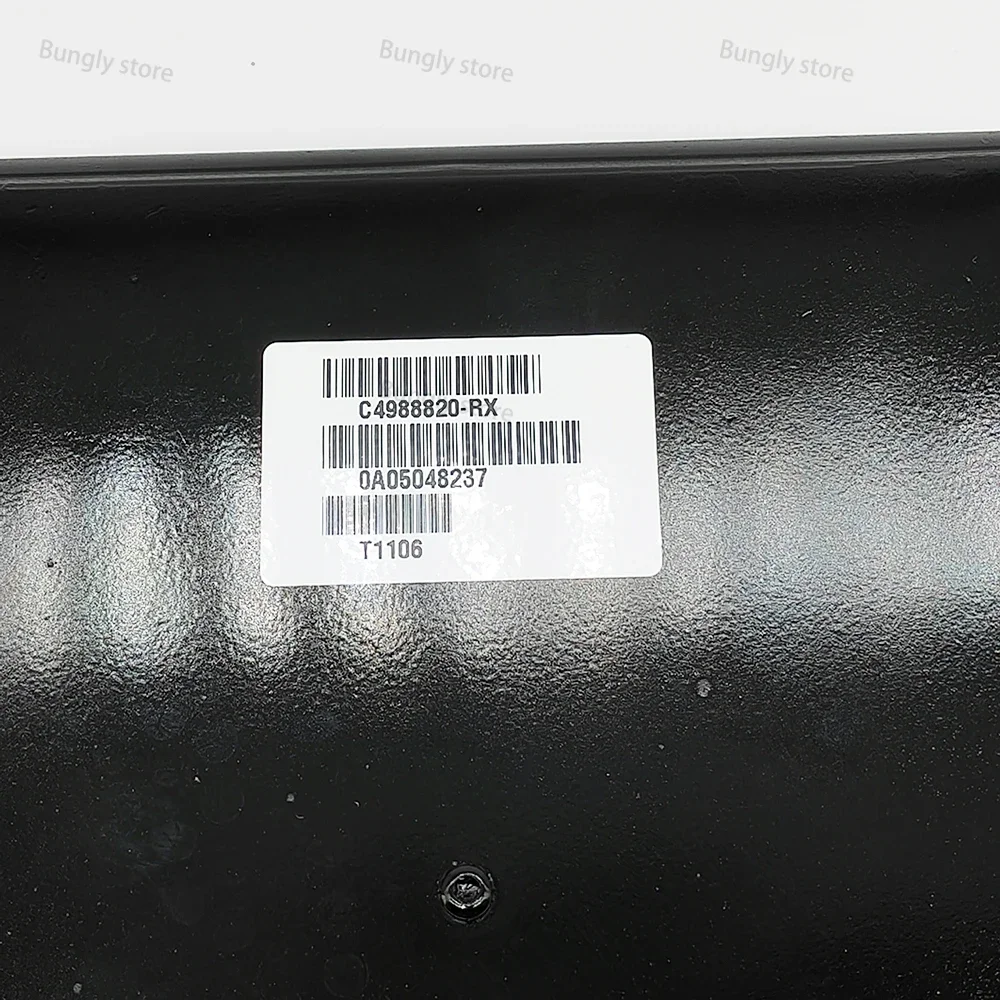 Bungly store Bungly store Bungly store
C4988820-RX
0A05048237
T1106